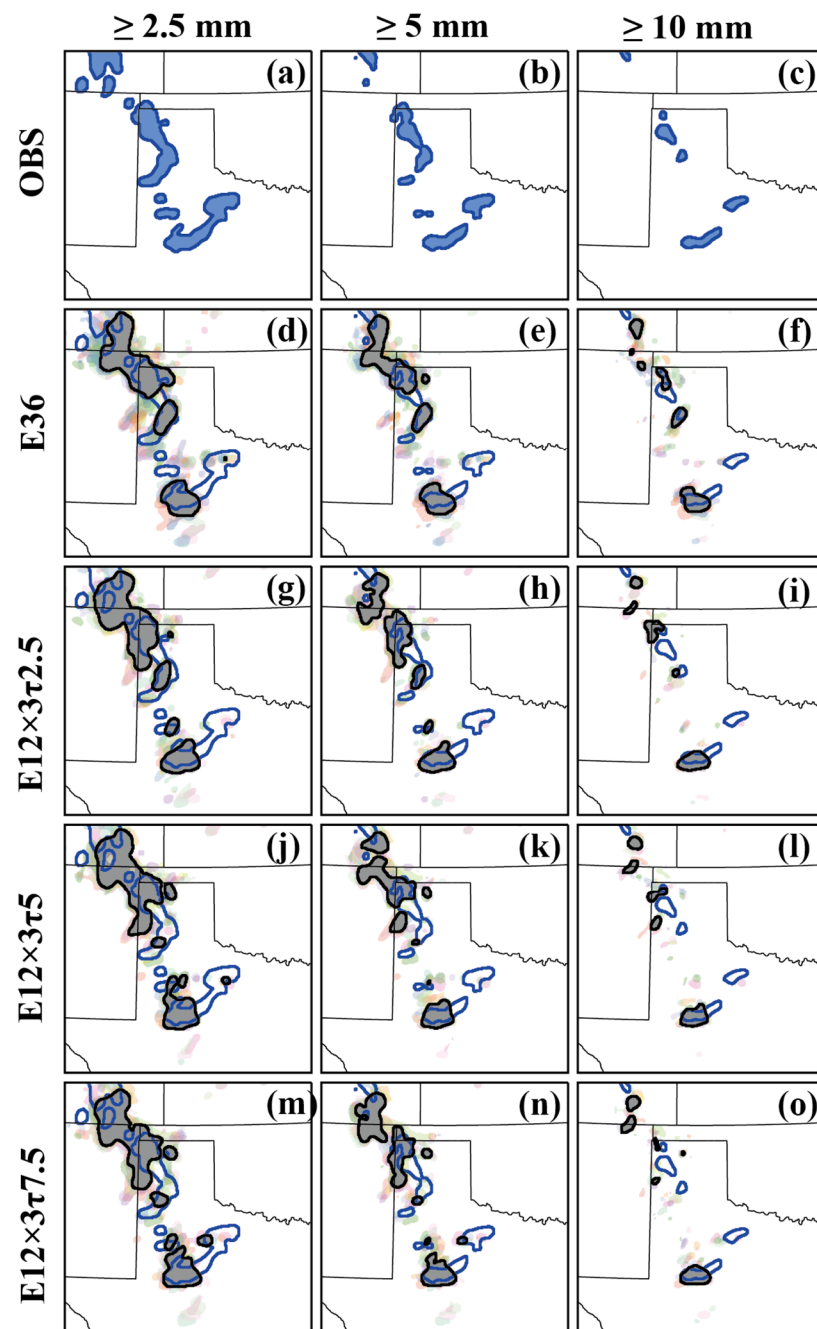 ≥ 2.5 mm ≥ 5 mm ≥ 10 mm
OBS (a) (b) (c)
E36 (d) (e) (f)
E12×3τ2.5 (g) (h) (i)
E12×3τ5 (j) (k) (l)
E12×3τ7.5 (m) (n) (o)